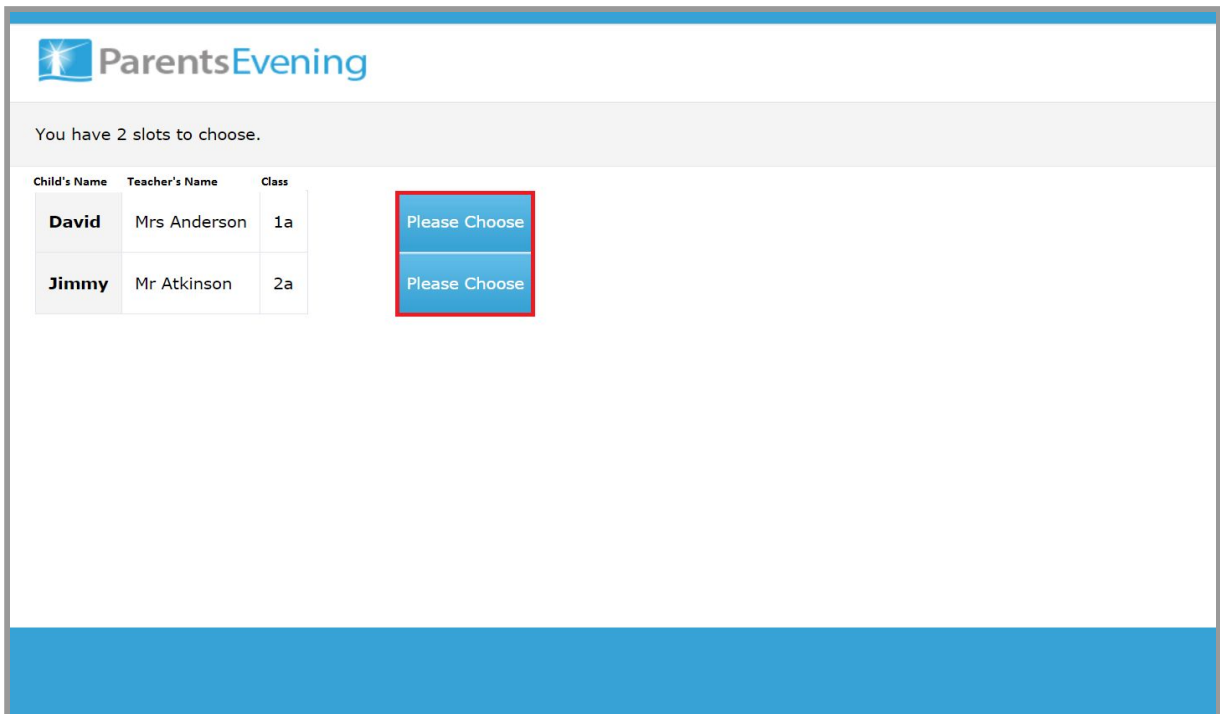 ParentsEvening
You have 2 slots to choose.
Child's Name Teacher's Name Class
David Mrs Anderson 1a Please Choose
Jimmy Mr Atkinson 2a Please Choose